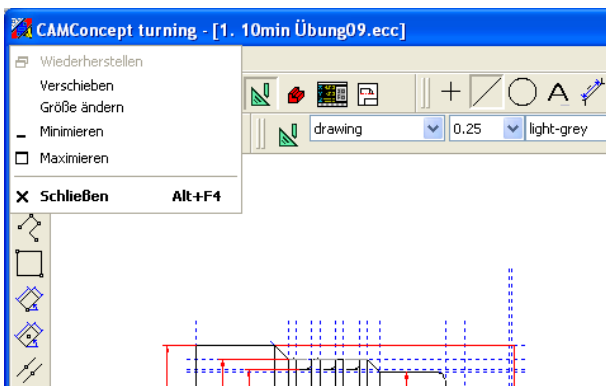 CAMConcept turning - [1. 10min Übung09.ecc]
Wiederherstellen
Verschieben
Größe ändern
Minimieren
Maximieren
Schließen Alt+F4
drawing 0.25 light-grey